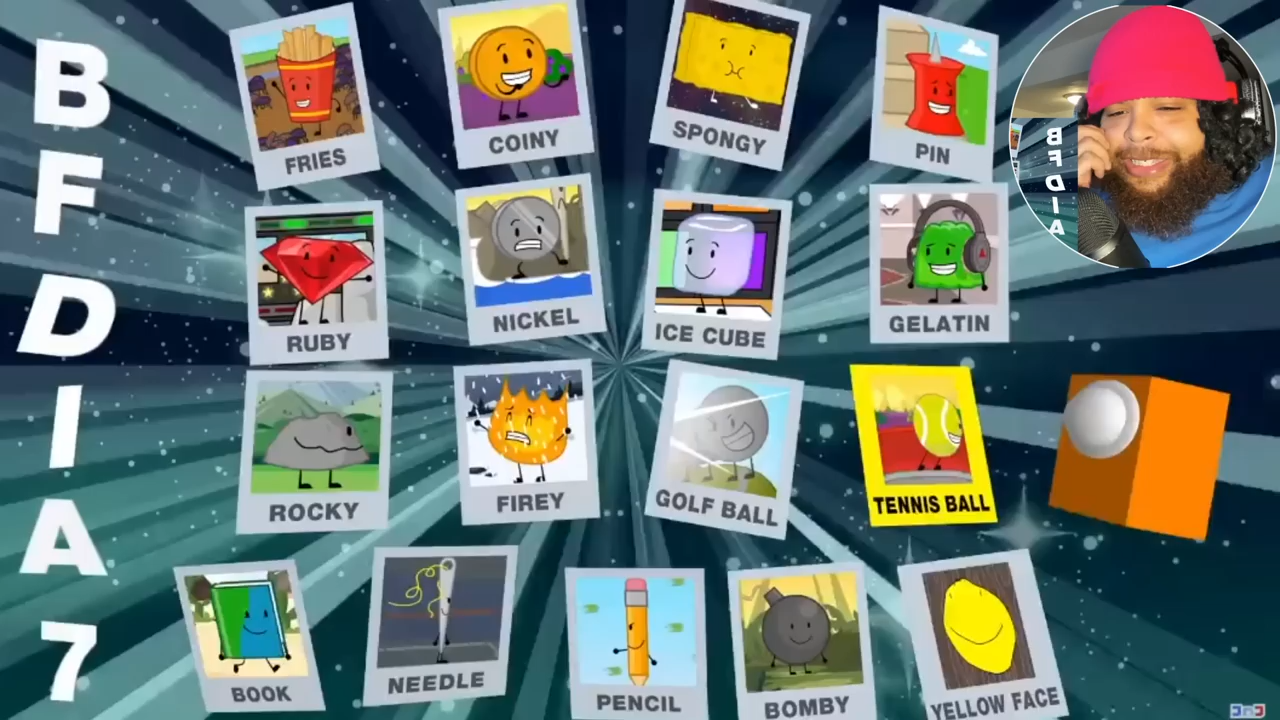 BFDIA 7
FRIES
COINY
SPONGY
PIN
RUBY
NICKEL
ICE CUBE
GELATIN
ROCKY
FIREY
GOLF BALL
TENNIS BALL
BOOK
NEEDLE
PENCIL
BOMBY
YELLOW FACE
BFDIA